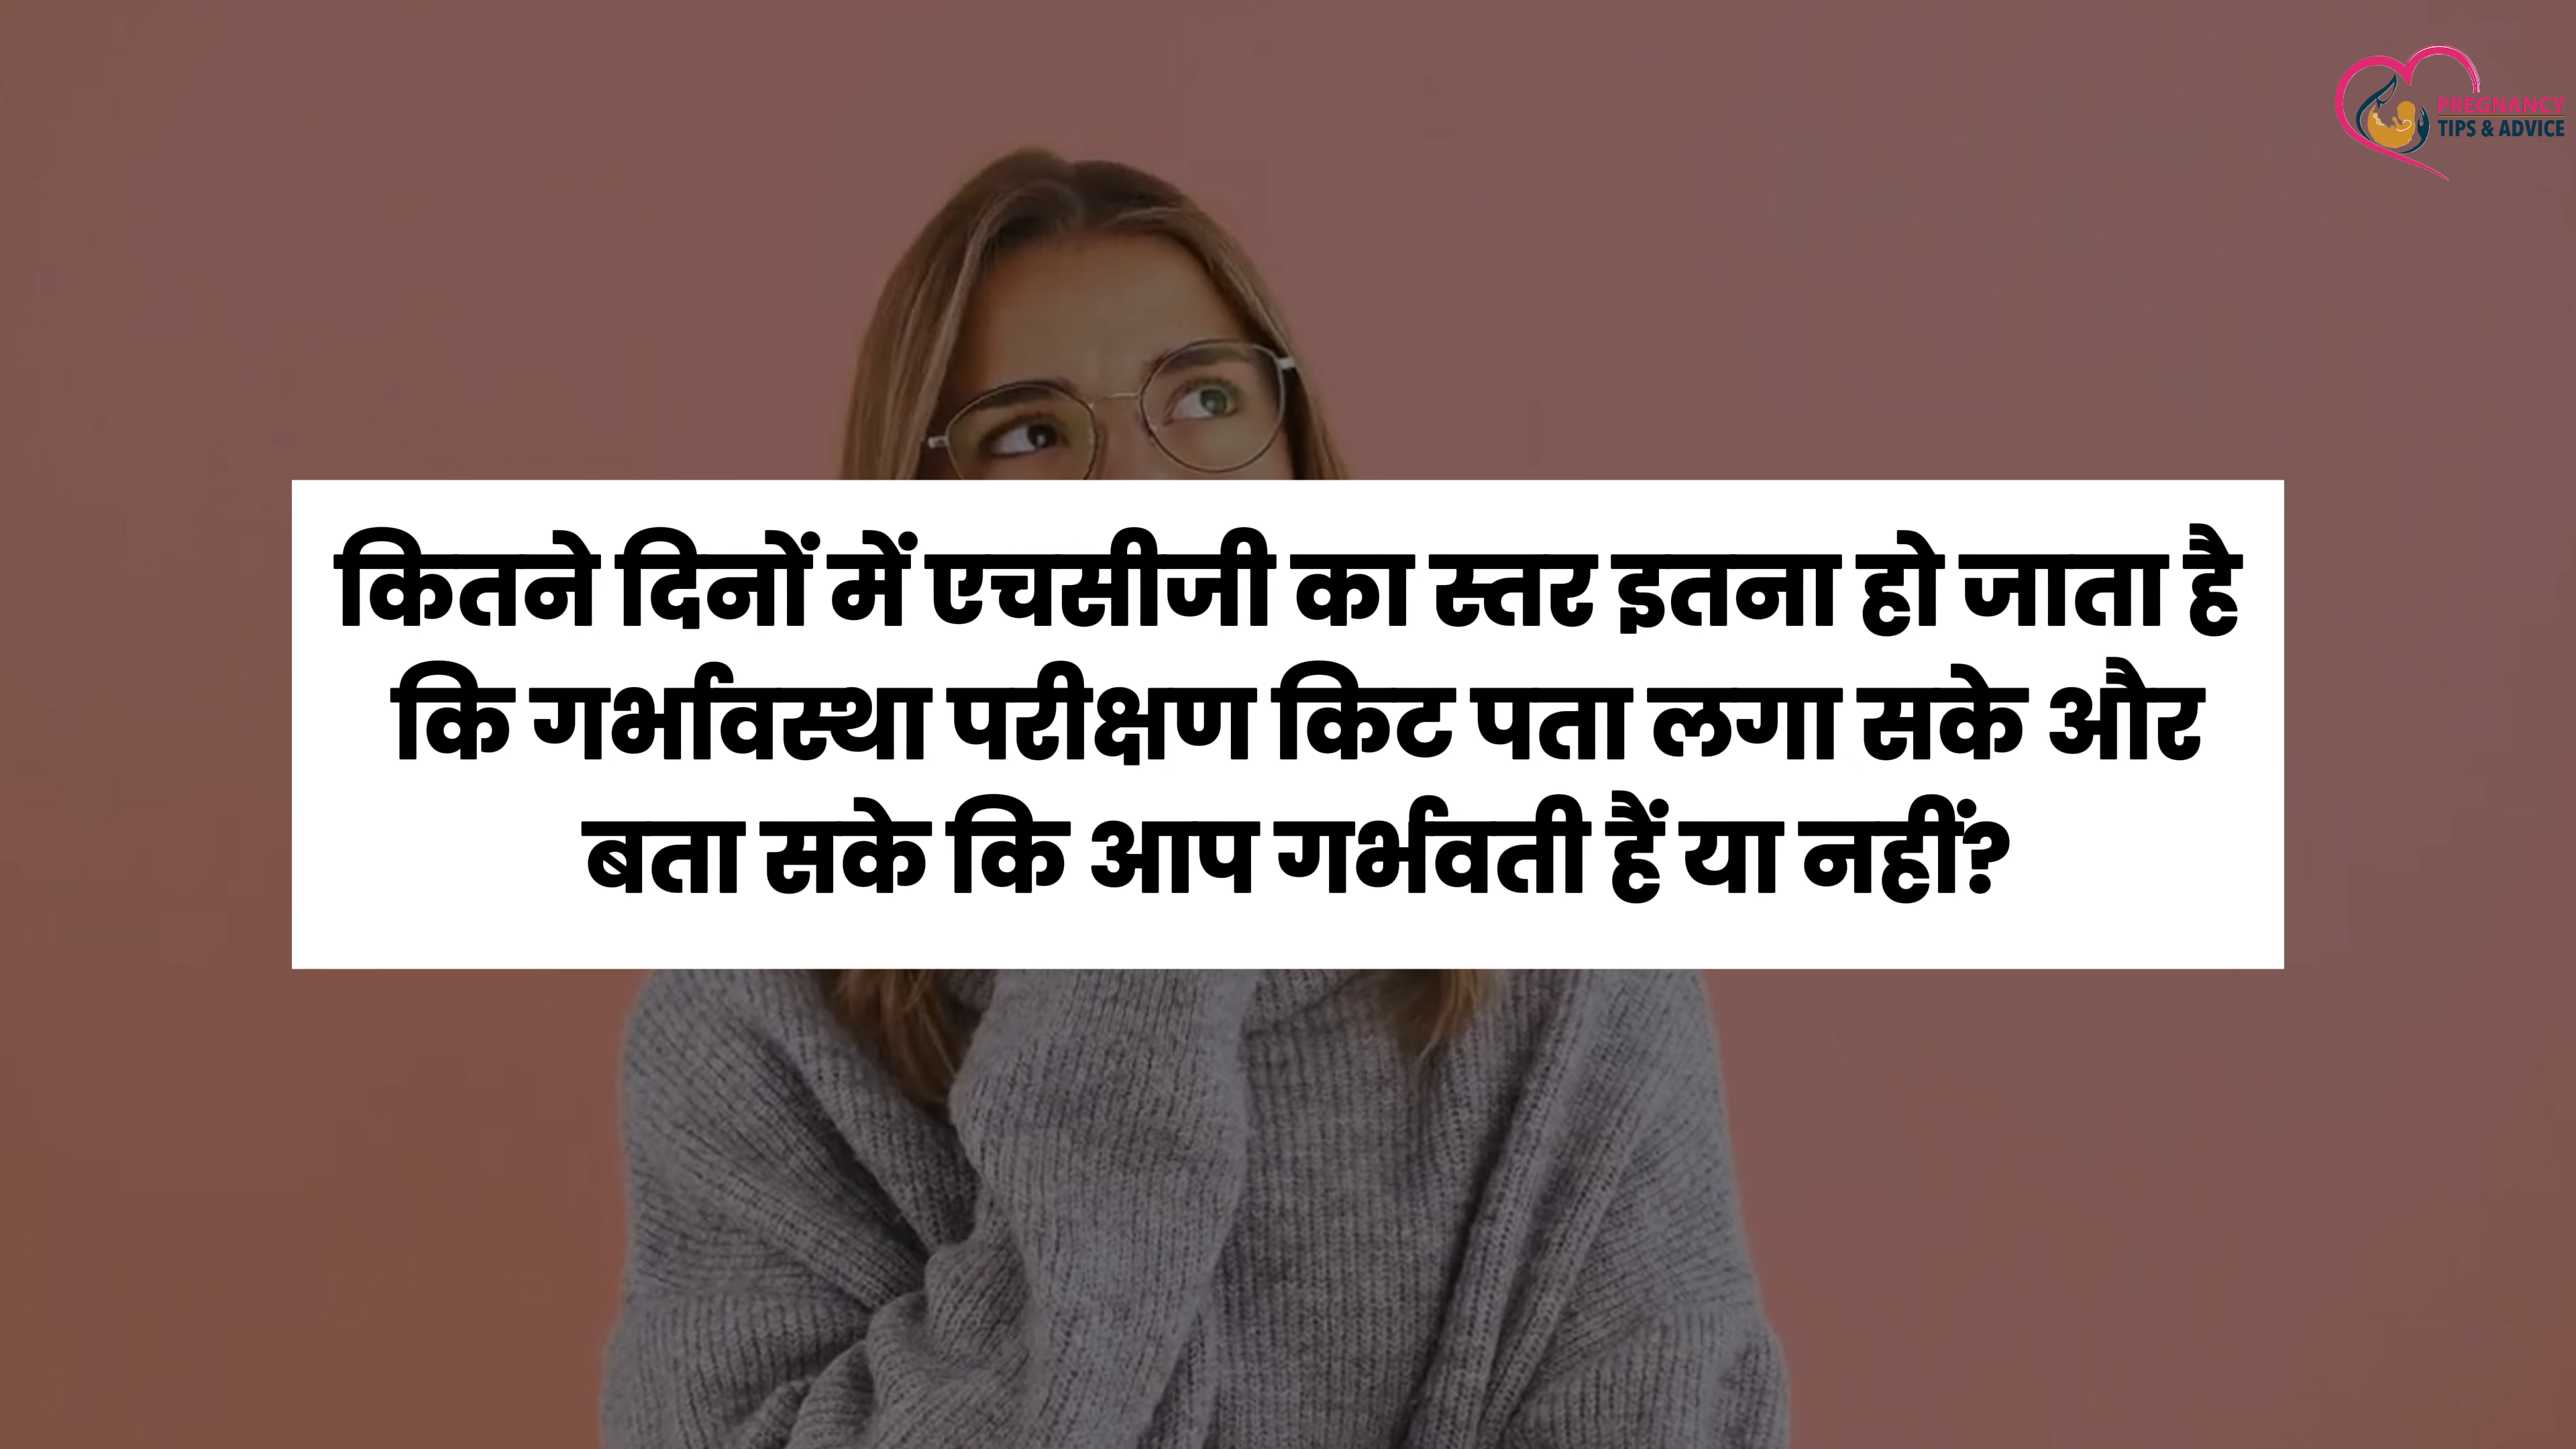 PREGNANCY
TIPS & ADVICE
कितने दिनों में एचसीजी का स्तर इतना हो जाता है
कि गर्भावस्था परीक्षण किट पता लगा सके और
बता सके कि आप गर्भवती हैं या नहीं?